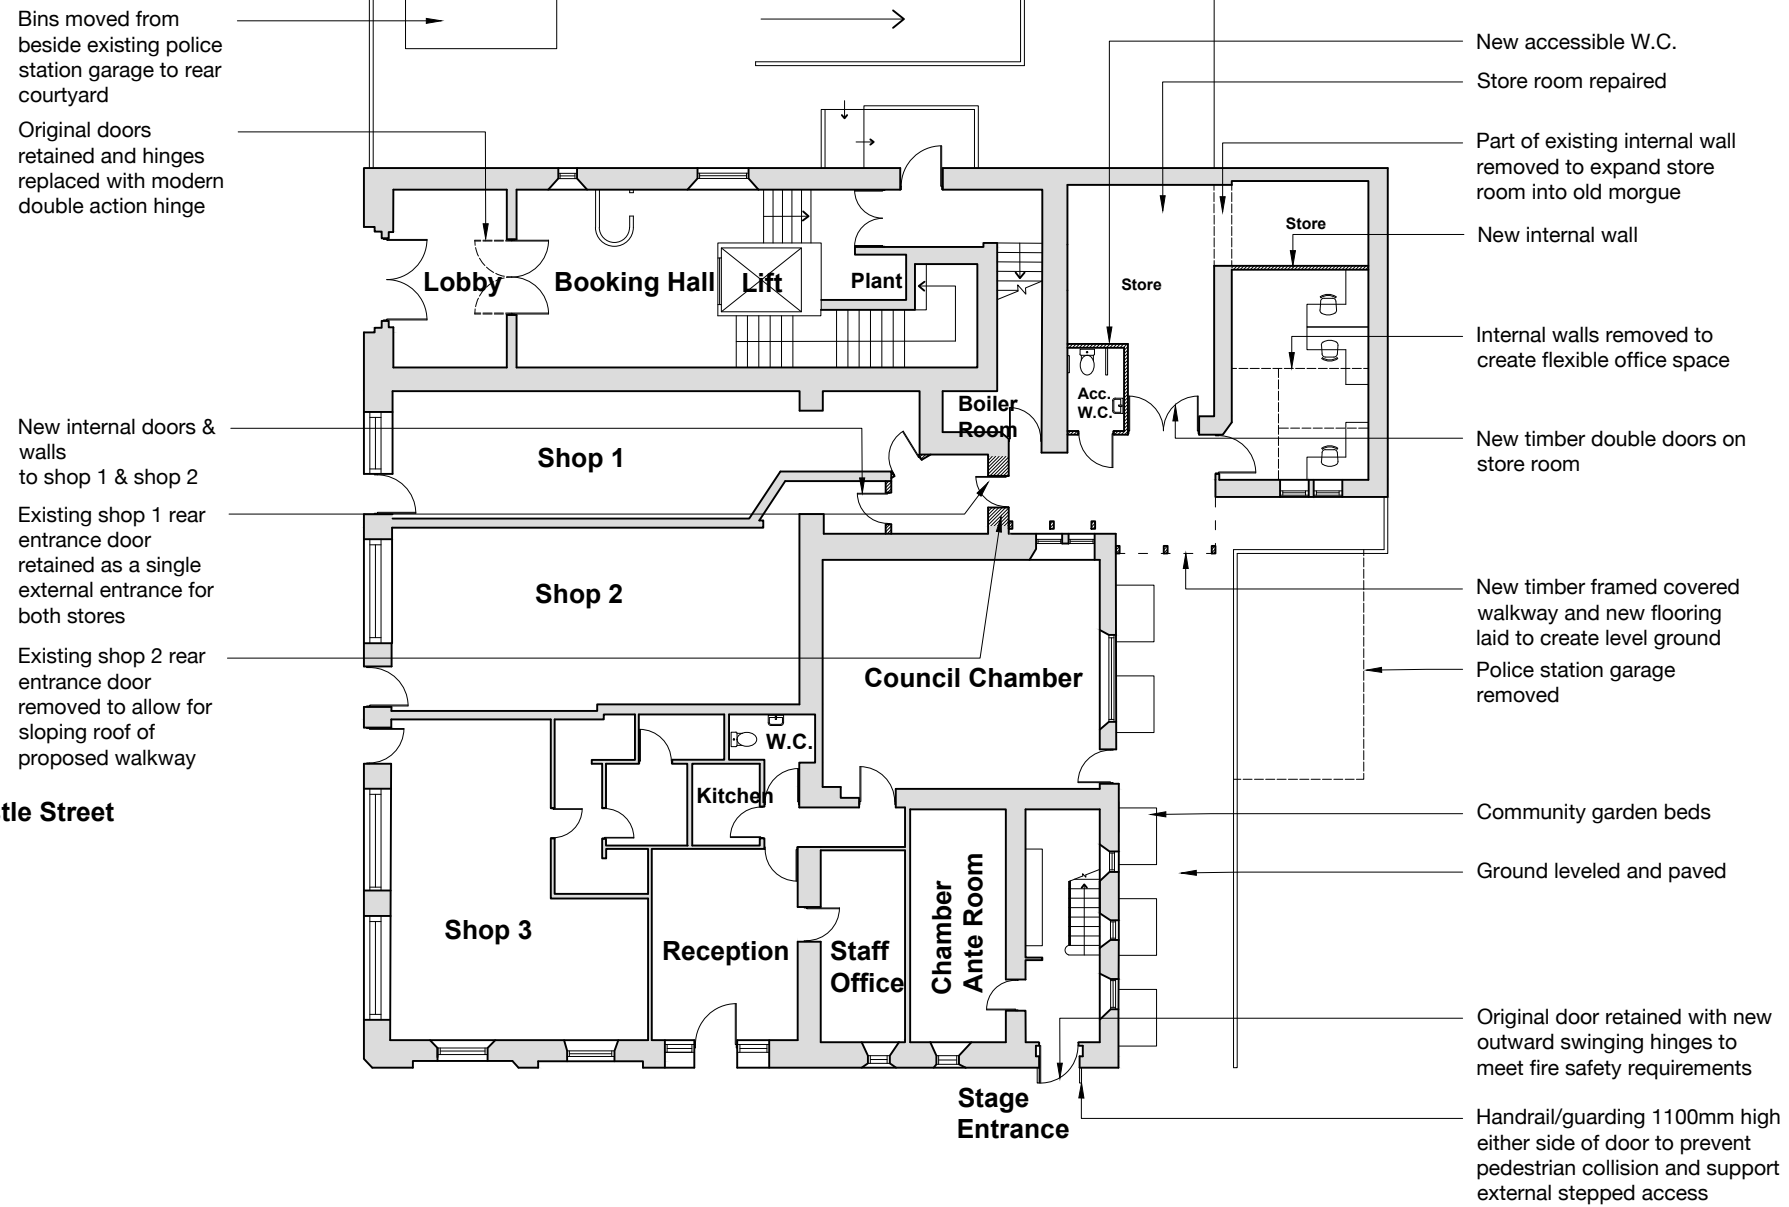 Bins moved from
beside existing police
station garage to rear
courtyard
Original doors
retained and hinges
replaced with modern
double action hinge
New internal doors &
walls
to shop 1 & shop 2
Existing shop 1 rear
entrance door
retained as a single
external entrance for
both stores
Existing shop 2 rear
entrance door
removed to allow for
sloping roof of
proposed walkway
tle Street
Lobby
Booking Hall
Lift
Plant
Store
Store
Boiler
Room
Acc.
W.C.
Shop 1
Shop 2
Council Chamber
W.C.
Kitchen
Shop 3
Reception
Staff
Office
Chamber
Ante Room
Stage
Entrance
New accessible W.C.
Store room repaired
Part of existing internal wall
removed to expand store
room into old morgue
New internal wall
Internal walls removed to
create flexible office space
New timber double doors on
store room
New timber framed covered
walkway and new flooring
laid to create level ground
Police station garage
removed
Community garden beds
Ground leveled and paved
Original door retained with new
outward swinging hinges to
meet fire safety requirements
Handrail/guarding 1100mm high
either side of door to prevent
pedestrian collision and support
external stepped access